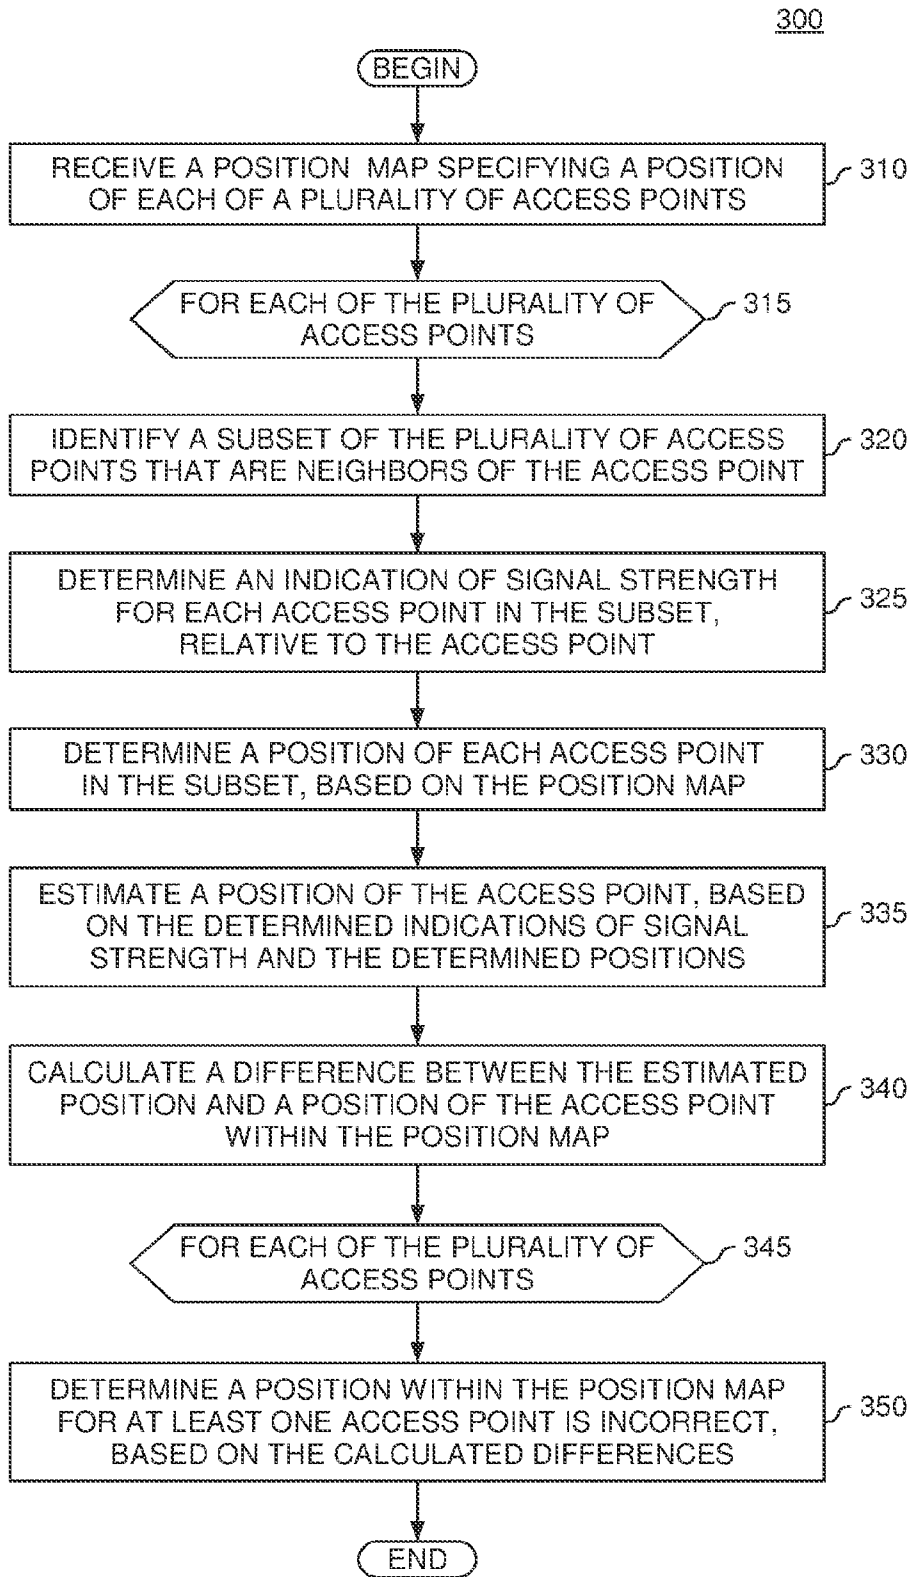 300
BEGIN
RECEIVE A POSITION MAP SPECIFYING A POSITION
OF EACH OF A PLURALITY OF ACCESS POINTS
310
FOR EACH OF THE PLURALITY OF
ACCESS POINTS
315
IDENTIFY A SUBSET OF THE PLURALITY OF ACCESS
POINTS THAT ARE NEIGHBORS OF THE ACCESS POINT
320
DETERMINE AN INDICATION OF SIGNAL STRENGTH
FOR EACH ACCESS POINT IN THE SUBSET,
RELATIVE TO THE ACCESS POINT
325
DETERMINE A POSITION OF EACH ACCESS POINT
IN THE SUBSET, BASED ON THE POSITION MAP
330
ESTIMATE A POSITION OF THE ACCESS POINT, BASED
ON THE DETERMINED INDICATIONS OF SIGNAL
STRENGTH AND THE DETERMINED POSITIONS
335
CALCULATE A DIFFERENCE BETWEEN THE ESTIMATED
POSITION AND A POSITION OF THE ACCESS POINT
WITHIN THE POSITION MAP
340
FOR EACH OF THE PLURALITY OF
ACCESS POINTS
345
DETERMINE A POSITION WITHIN THE POSITION MAP
FOR AT LEAST ONE ACCESS POINT IS INCORRECT,
BASED ON THE CALCULATED DIFFERENCES
350
END